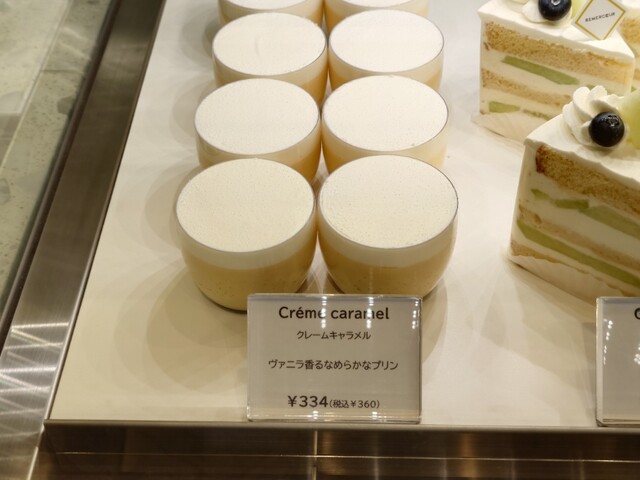 Créme caramel
クレームキャラメル
ヴァニラ香るなめらかなプリン
¥334(税込¥360)